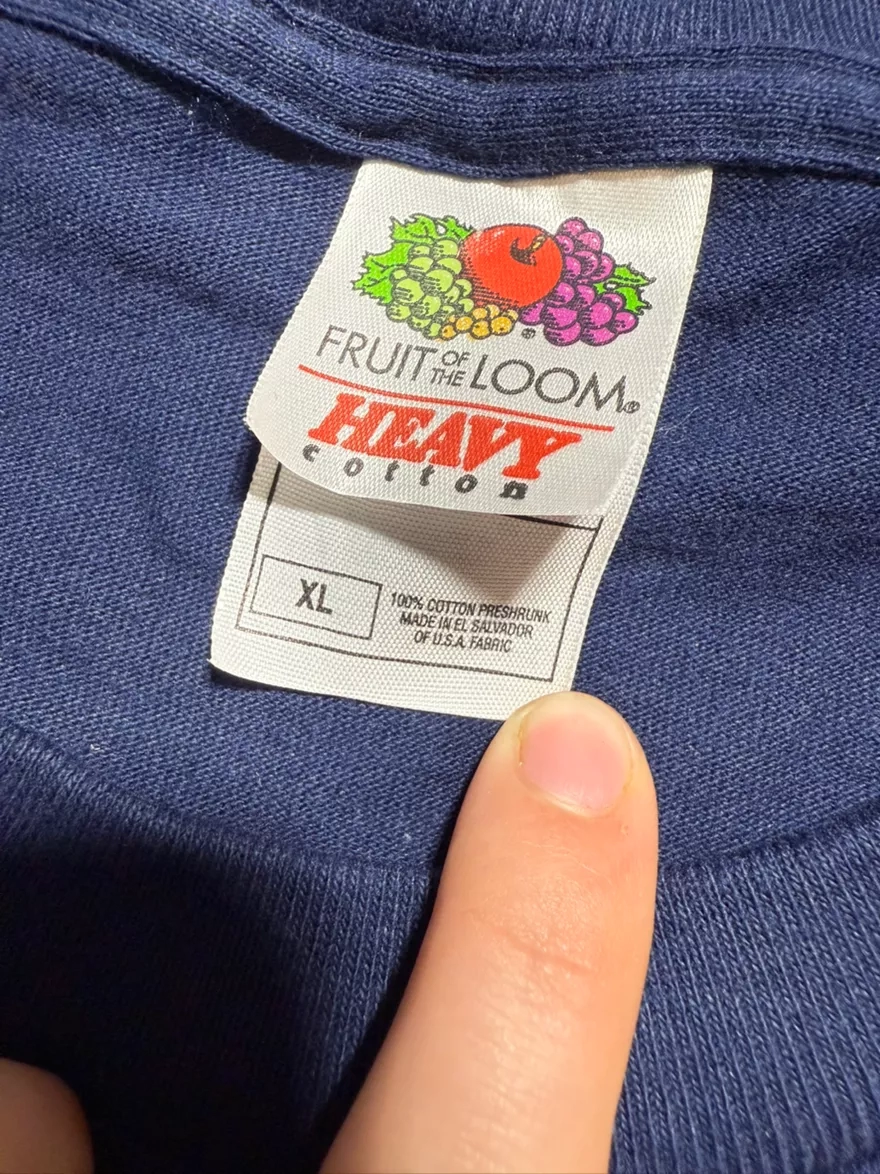 FRUIT OF THE LOOM®
HEAVY
cotton
XL
100% COTTON PRESHRUNK
MADE IN EL SALVADOR
OF U.S.A. FABRIC